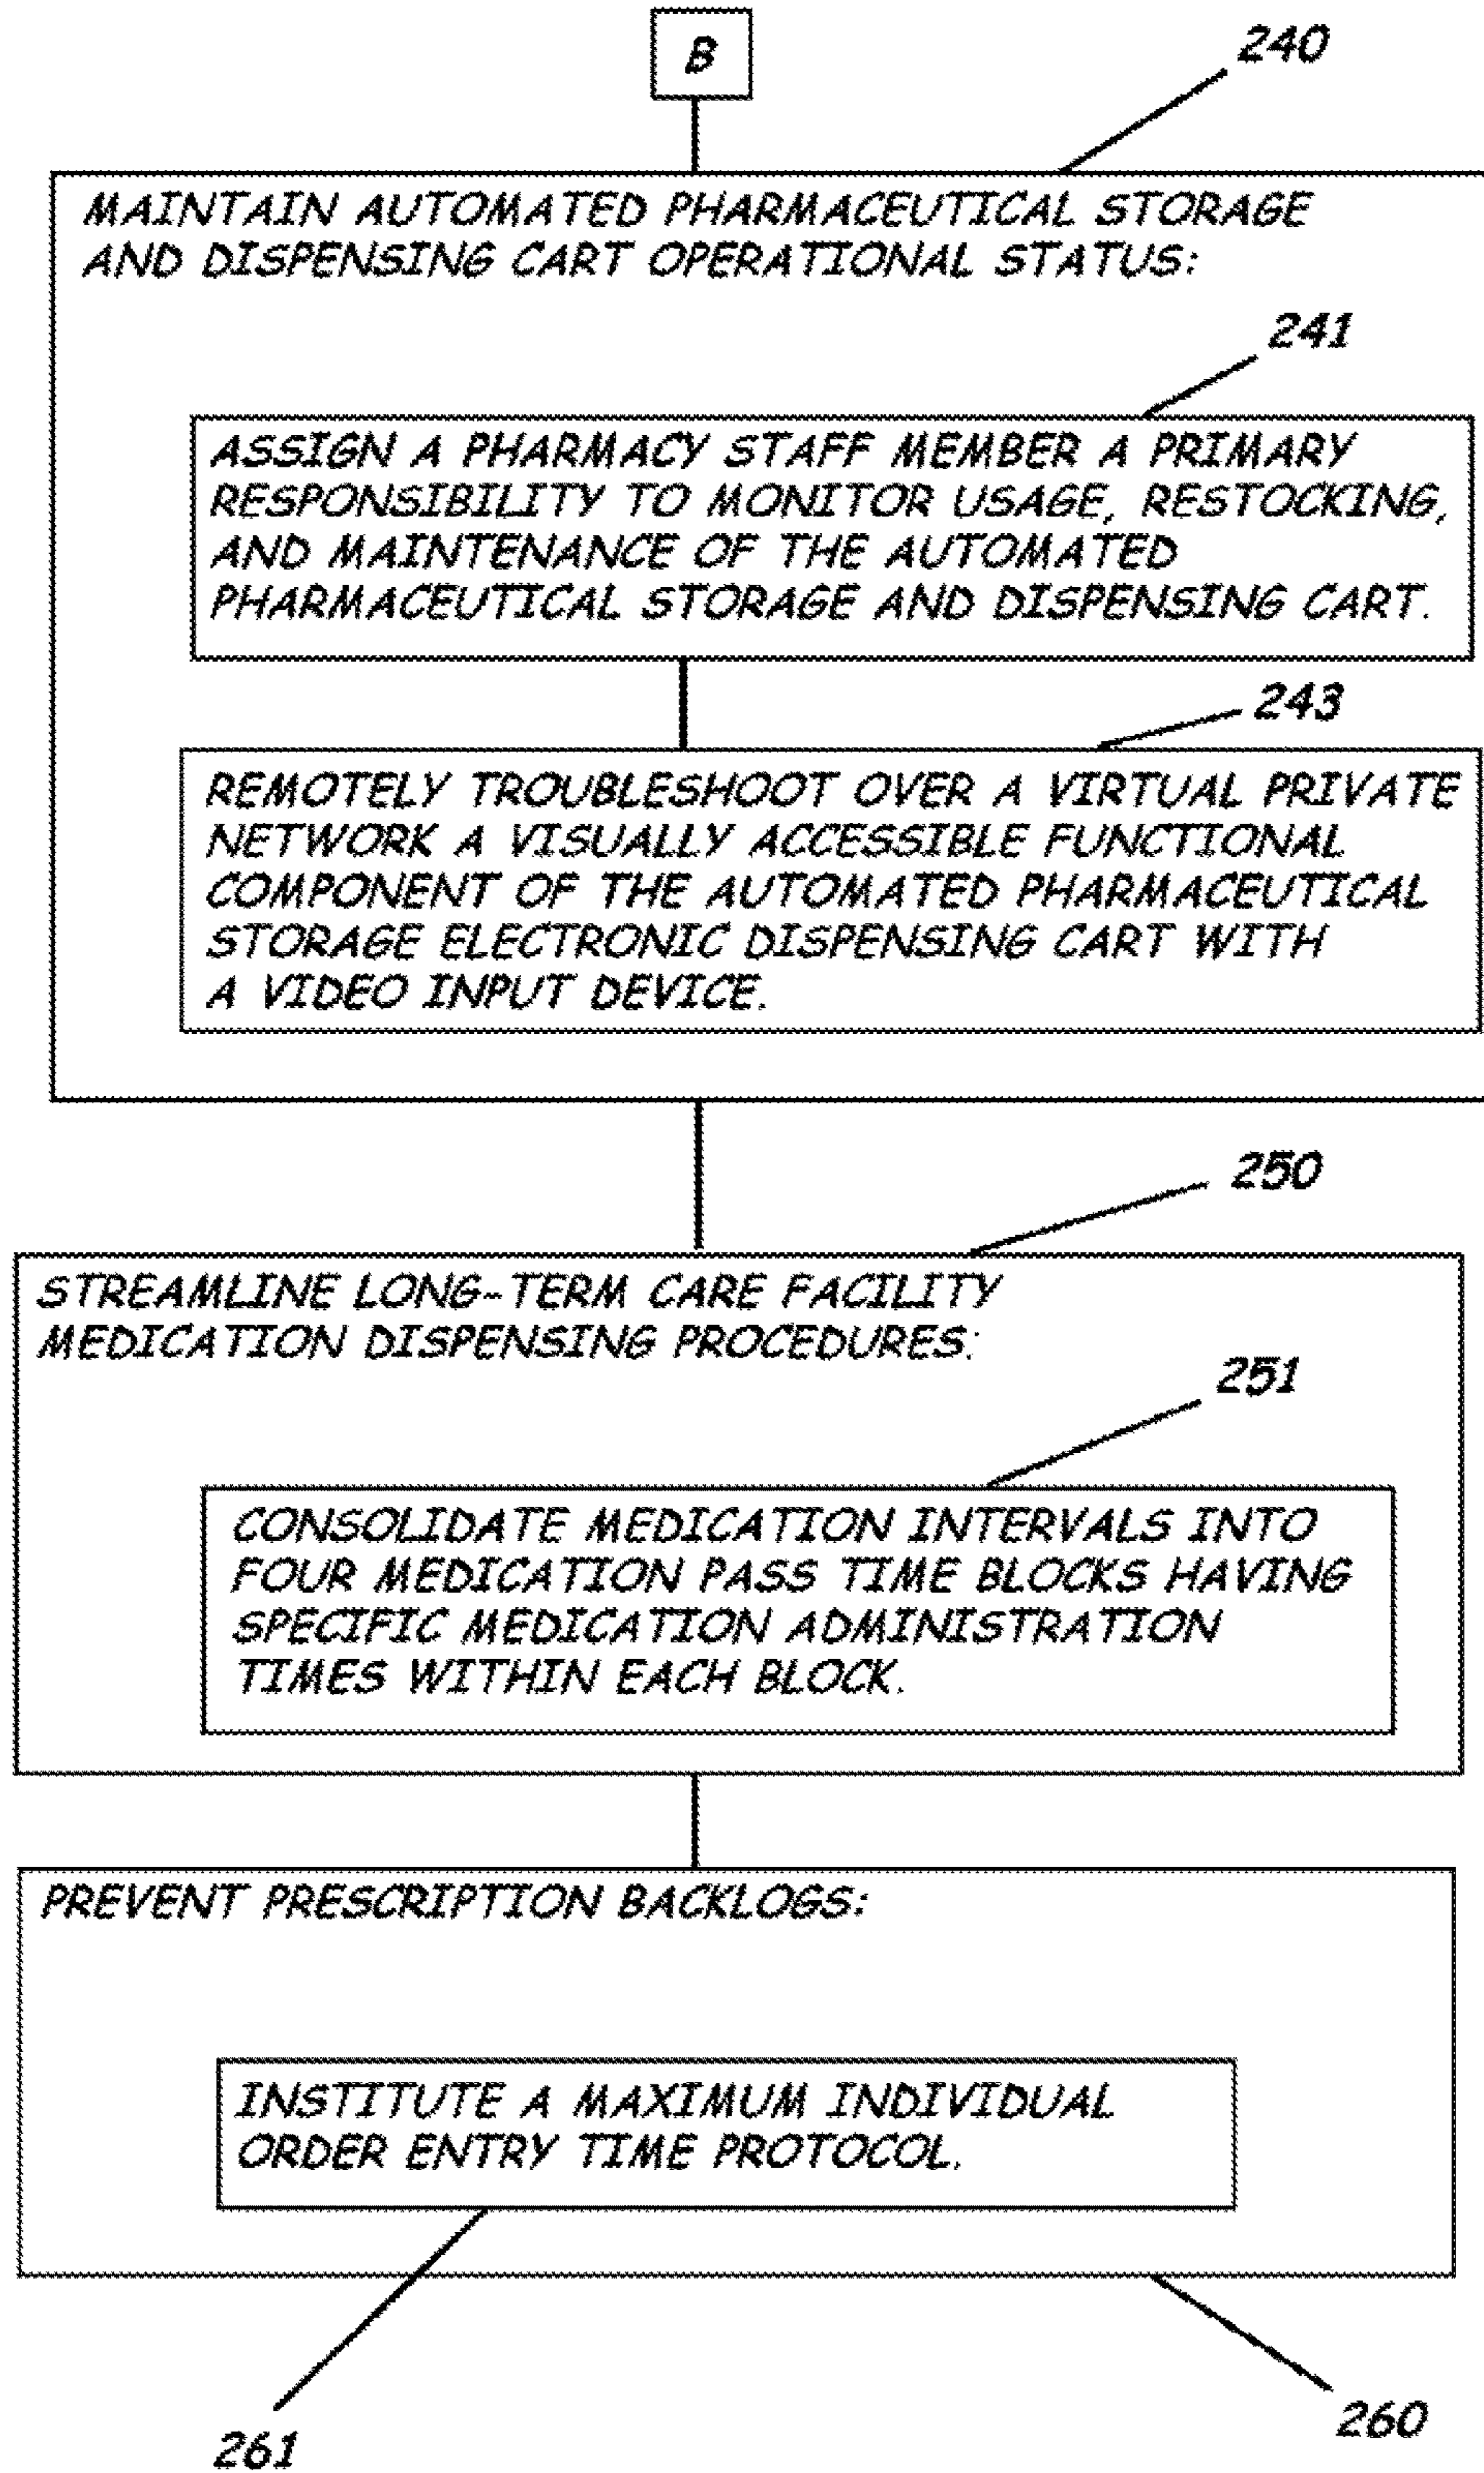 B
240
MAINTAIN AUTOMATED PHARMACEUTICAL STORAGE
AND DISPENSING CART OPERATIONAL STATUS:
241
ASSIGN A PHARMACY STAFF MEMBER A PRIMARY
RESPONSIBILITY TO MONITOR USAGE, RESTOCKING,
AND MAINTENANCE OF THE AUTOMATED
PHARMACEUTICAL STORAGE AND DISPENSING CART.
243
REMOTELY TROUBLESHOOT OVER A VIRTUAL PRIVATE
NETWORK A VISUALLY ACCESSIBLE FUNCTIONAL
COMPONENT OF THE AUTOMATED PHARMACEUTICAL
STORAGE ELECTRONIC DISPENSING CART WITH
A VIDEO INPUT DEVICE.
250
STREAMLINE LONG-TERM CARE FACILITY
MEDICATION DISPENSING PROCEDURES:
251
CONSOLIDATE MEDICATION INTERVALS INTO
FOUR MEDICATION PASS TIME BLOCKS HAVING
SPECIFIC MEDICATION ADMINISTRATION
TIMES WITHIN EACH BLOCK.
PREVENT PRESCRIPTION BACKLOGS:
INSTITUTE A MAXIMUM INDIVIDUAL
ORDER ENTRY TIME PROTOCOL.
261
260